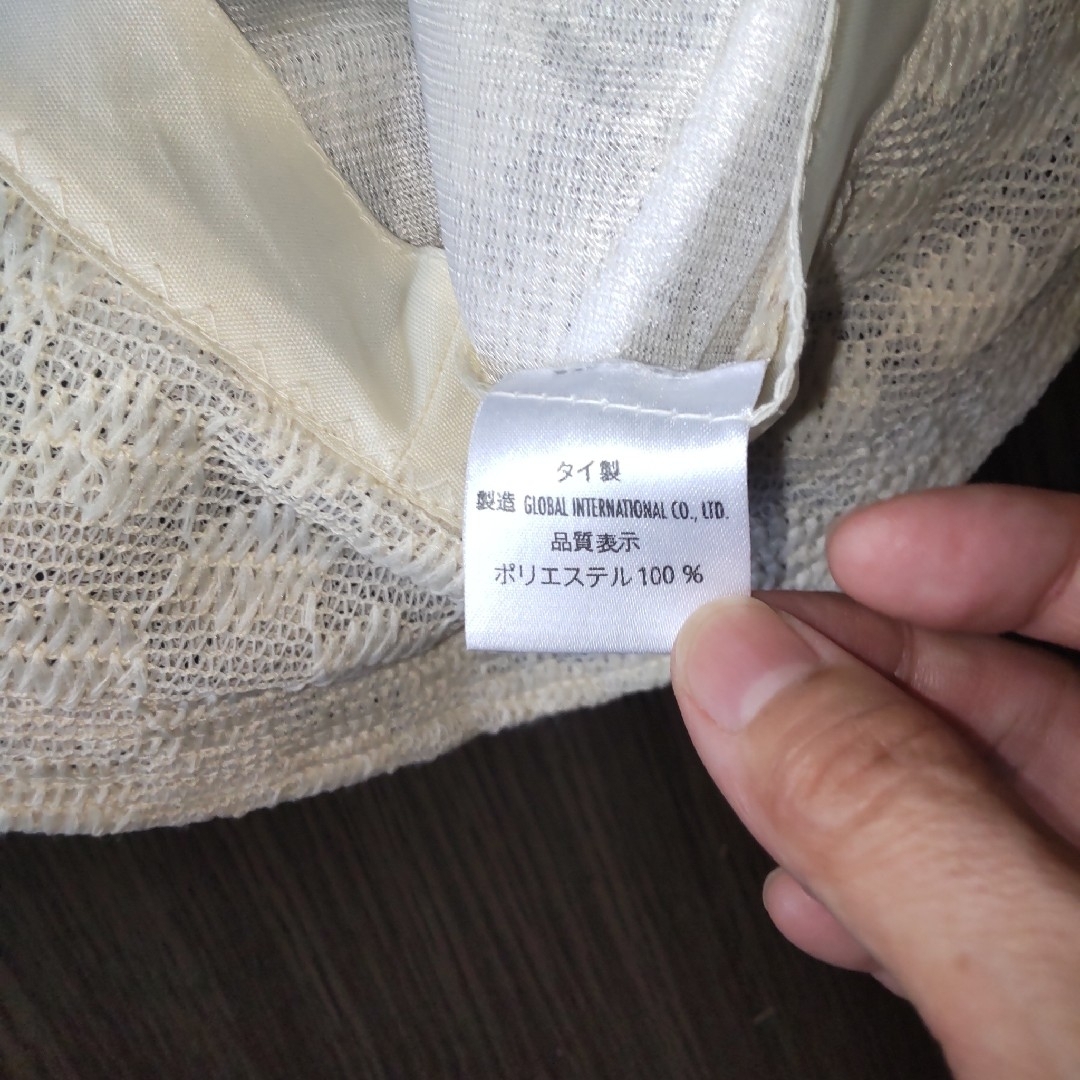 タイ製
製造 GLOBAL INTERNATIONAL CO., LTD.
品質表示
ポリエステル 100 %